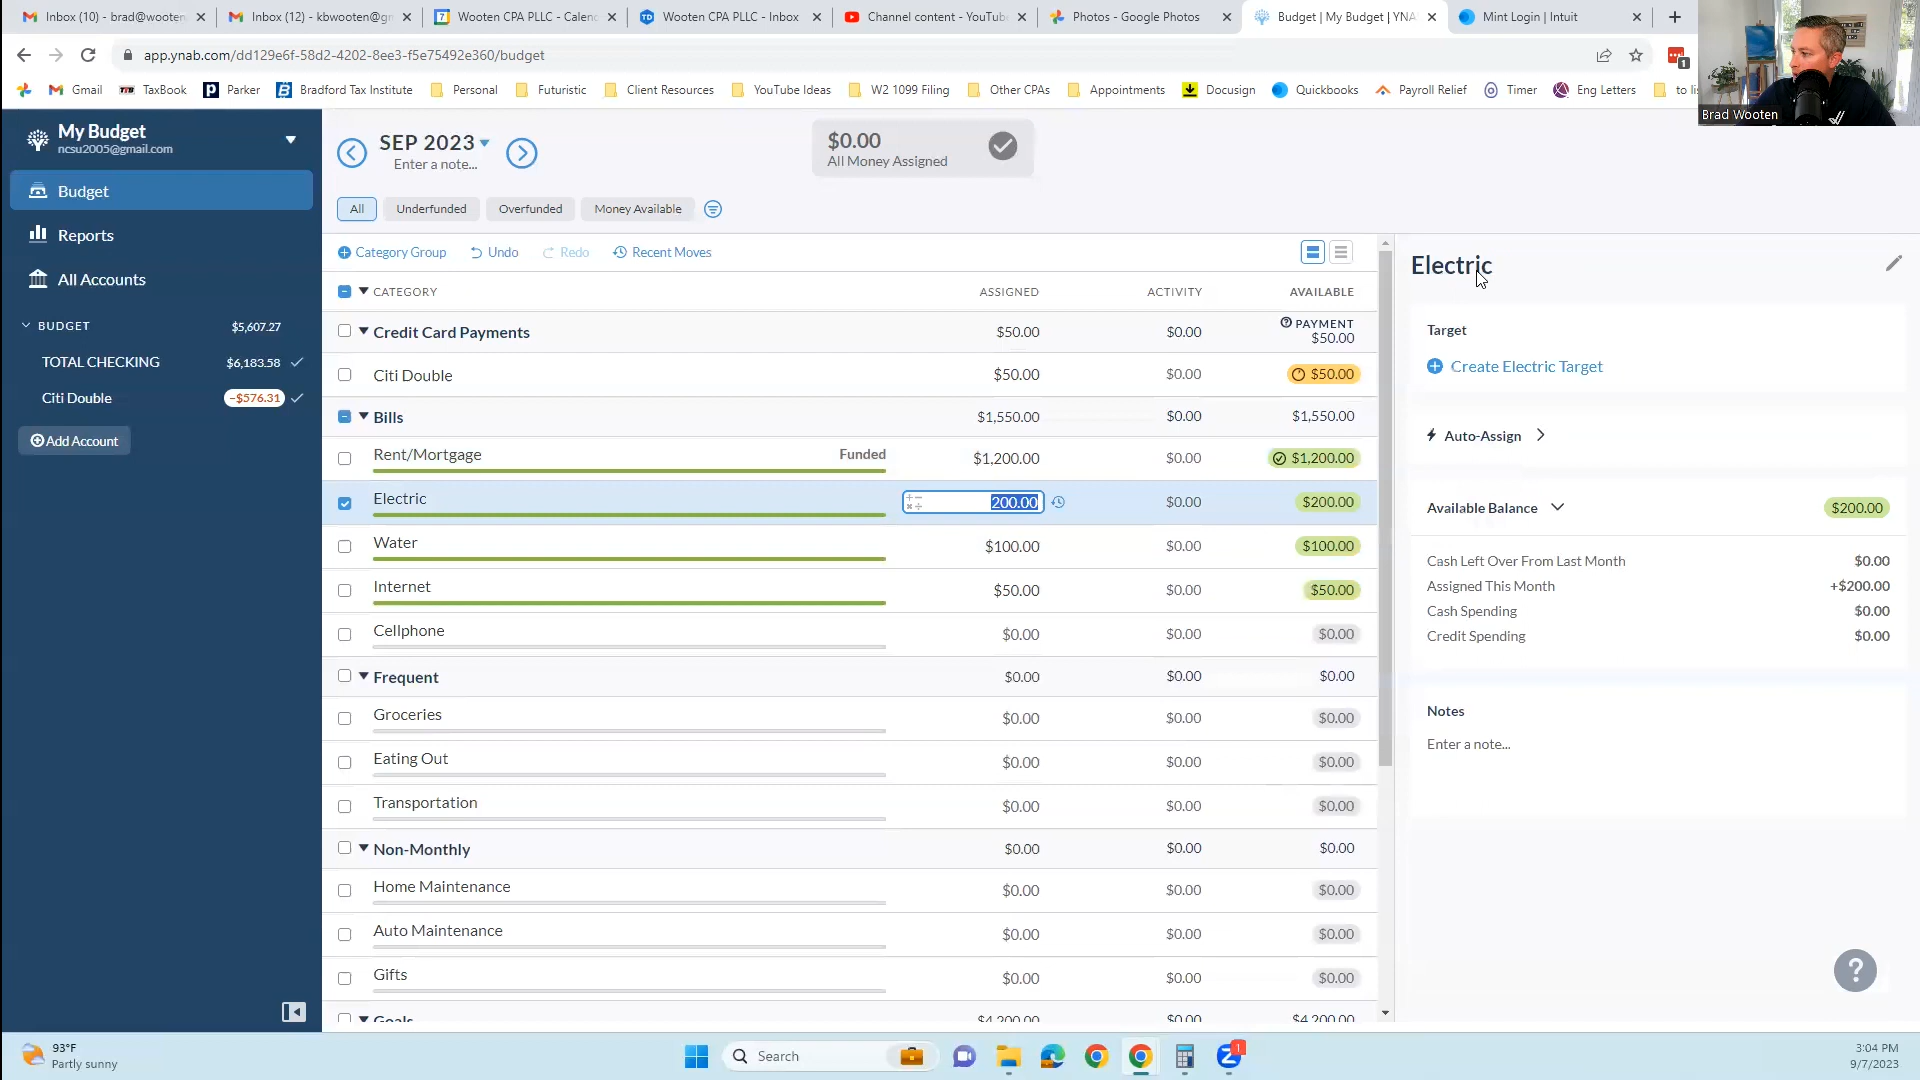 Inbox (10) - brad@wooten
Inbox (12) - kbwooten@gm
Wooten CPA PLLC - Calend
Wooten CPA PLLC - Inbox
Channel content - YouTube
Photos - Google Photos
Budget | My Budget | YNAB
Mint Login | Intuit
app.ynab.com/dd129e6f-58d2-4202-8ee3-f5e75492e360/budget
1
Gmail
TaxBook
Parker
Bradford Tax Institute
Personal
Futuristic
Client Resources
YouTube Ideas
W2 1099 Filing
Other CPAs
Appointments
Docusign
Quickbooks
Payroll Relief
Timer
Eng Letters
to li
Brad Wooten
My Budget
ncsu2005@gmail.com
Budget
Reports
All Accounts
BUDGET $5,607.27
TOTAL CHECKING $6,183.58
Citi Double −$576.31
Add Account
SEP 2023
Enter a note...
$0.00
All Money Assigned
All Underfunded Overfunded Money Available
Category Group Undo Redo Recent Moves
CATEGORY ASSIGNED ACTIVITY AVAILABLE
Credit Card Payments $50.00 $0.00 PAYMENT
$50.00
Citi Double $50.00 $0.00 $50.00
Bills $1,550.00 $0.00 $1,550.00
Rent/Mortgage Funded $1,200.00 $0.00 $1,200.00
Electric 200.00 $0.00 $200.00
Water $100.00 $0.00 $100.00
Internet $50.00 $0.00 $50.00
Cellphone $0.00 $0.00 $0.00
Frequent $0.00 $0.00 $0.00
Groceries $0.00 $0.00 $0.00
Eating Out $0.00 $0.00 $0.00
Transportation $0.00 $0.00 $0.00
Non-Monthly $0.00 $0.00 $0.00
Home Maintenance $0.00 $0.00 $0.00
Auto Maintenance $0.00 $0.00 $0.00
Gifts $0.00 $0.00 $0.00
Goals $4,200.00 $0.00 $4,200.00
Electric
Target
Create Electric Target
Auto-Assign
Available Balance $200.00
Cash Left Over From Last Month $0.00
Assigned This Month +$200.00
Cash Spending $0.00
Credit Spending $0.00
Notes
Enter a note...
?
93°F
Partly sunny
Search
1
3:04 PM
9/7/2023